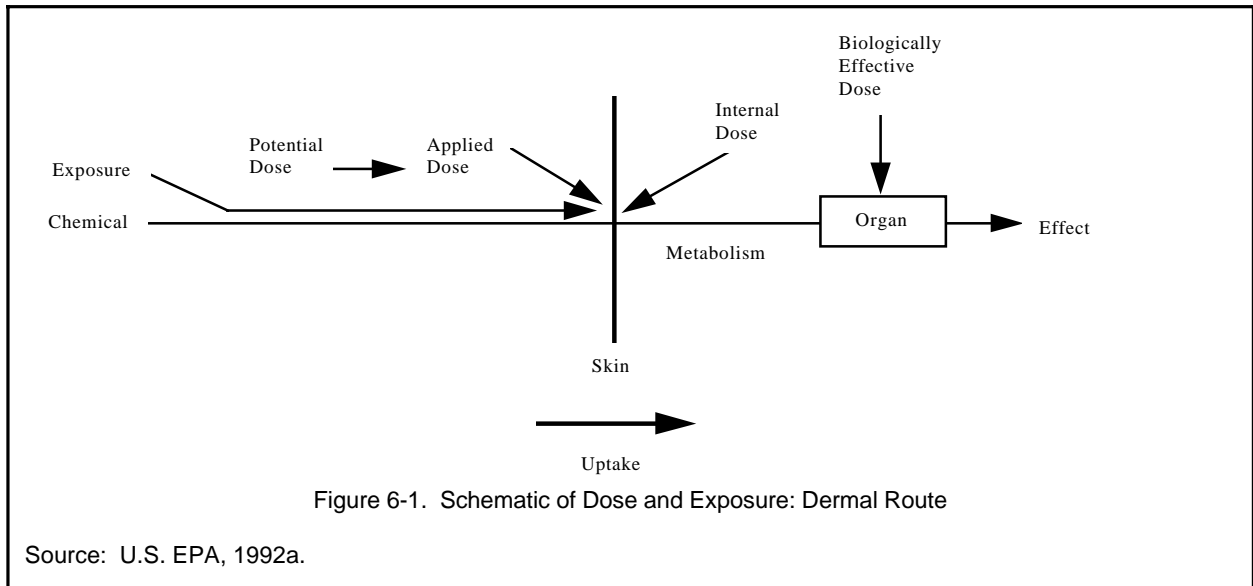 Biologically
Effective
Dose
Internal
Dose
Potential
Dose
Applied
Dose
Exposure
Chemical
Organ
Effect
Metabolism
Skin
Uptake
Figure 6-1. Schematic of Dose and Exposure: Dermal Route
Source: U.S. EPA, 1992a.